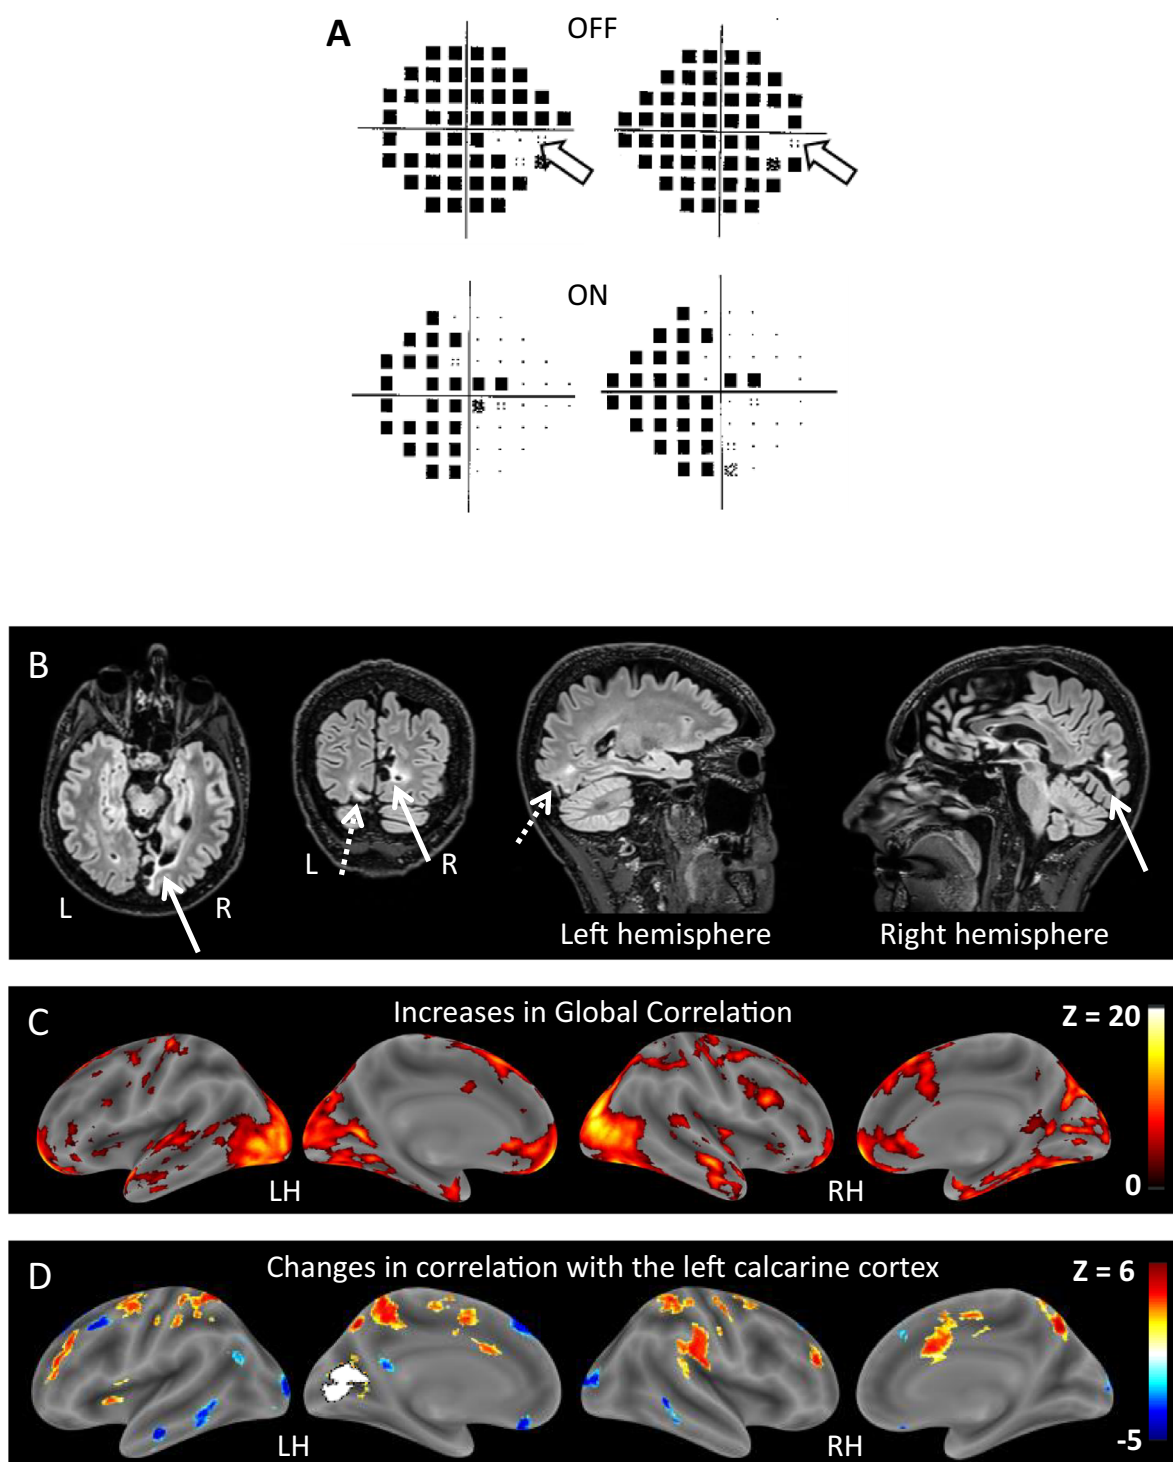 A
OFF
ON
B
L
R
L
R
Left hemisphere
Right hemisphere
C
Increases in Global Correlation
Z = 20
LH
RH
0
D
Changes in correlation with the left calcarine cortex
Z = 6
LH
RH
-5